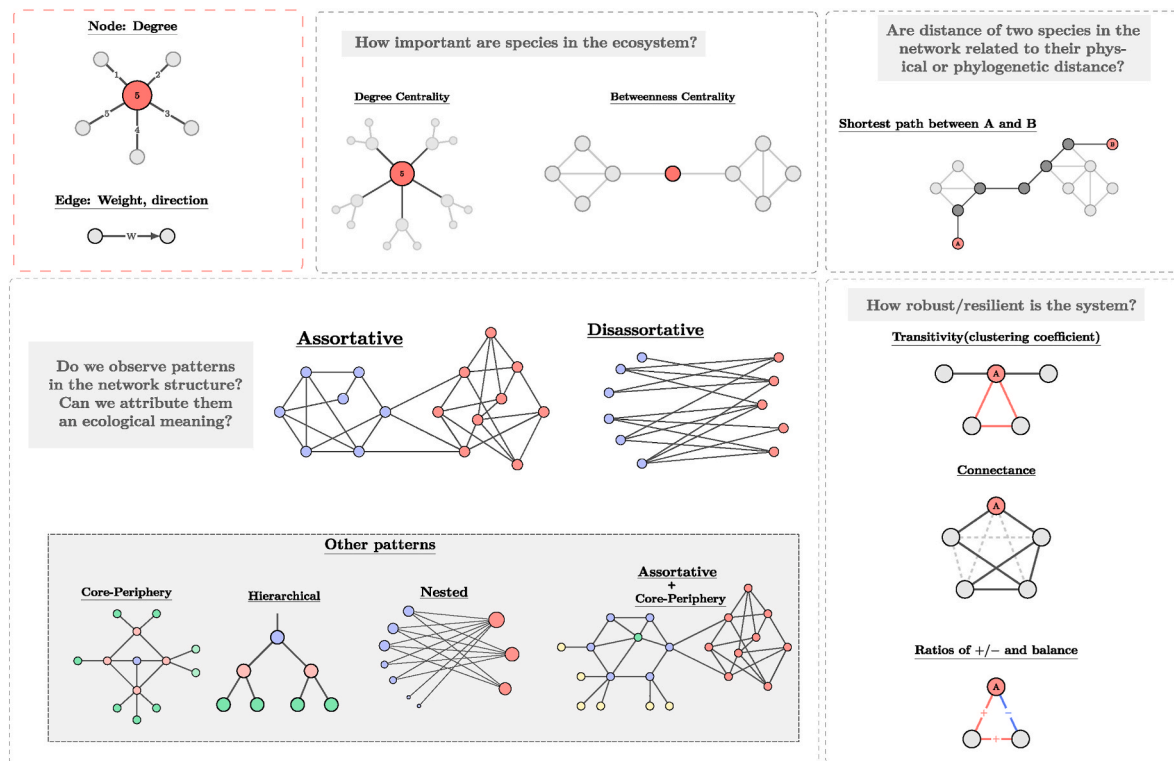 Node: Degree
1
2
5
5
3
4
Edge: Weight, direction
W
How important are species in the ecosystem?
Degree Centrality
5
Betweenness Centrality
Are distance of two species in the
network related to their phys-
ical or phylogenetic distance?
Shortest path between A and B
B
A
Do we observe patterns
in the network structure?
Can we attribute them
an ecological meaning?
Assortative
Disassortative
Other patterns
Core-Periphery
Hierarchical
Nested
Assortative
+
Core-Periphery
How robust/resilient is the system?
Transitivity(clustering coefficient)
A
Connectance
A
Ratios of +/− and balance
A
+
−
+